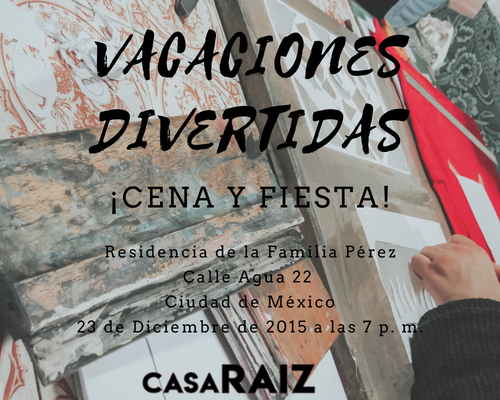 VACACIONES
DIVERTIDAS
¡CENA Y FIESTA!
Residencia de la Familia Pérez
Calle Agua 22
Ciudad de México
23 de Diciembre de 2015 a las 7 p. m.
CASARAIZ